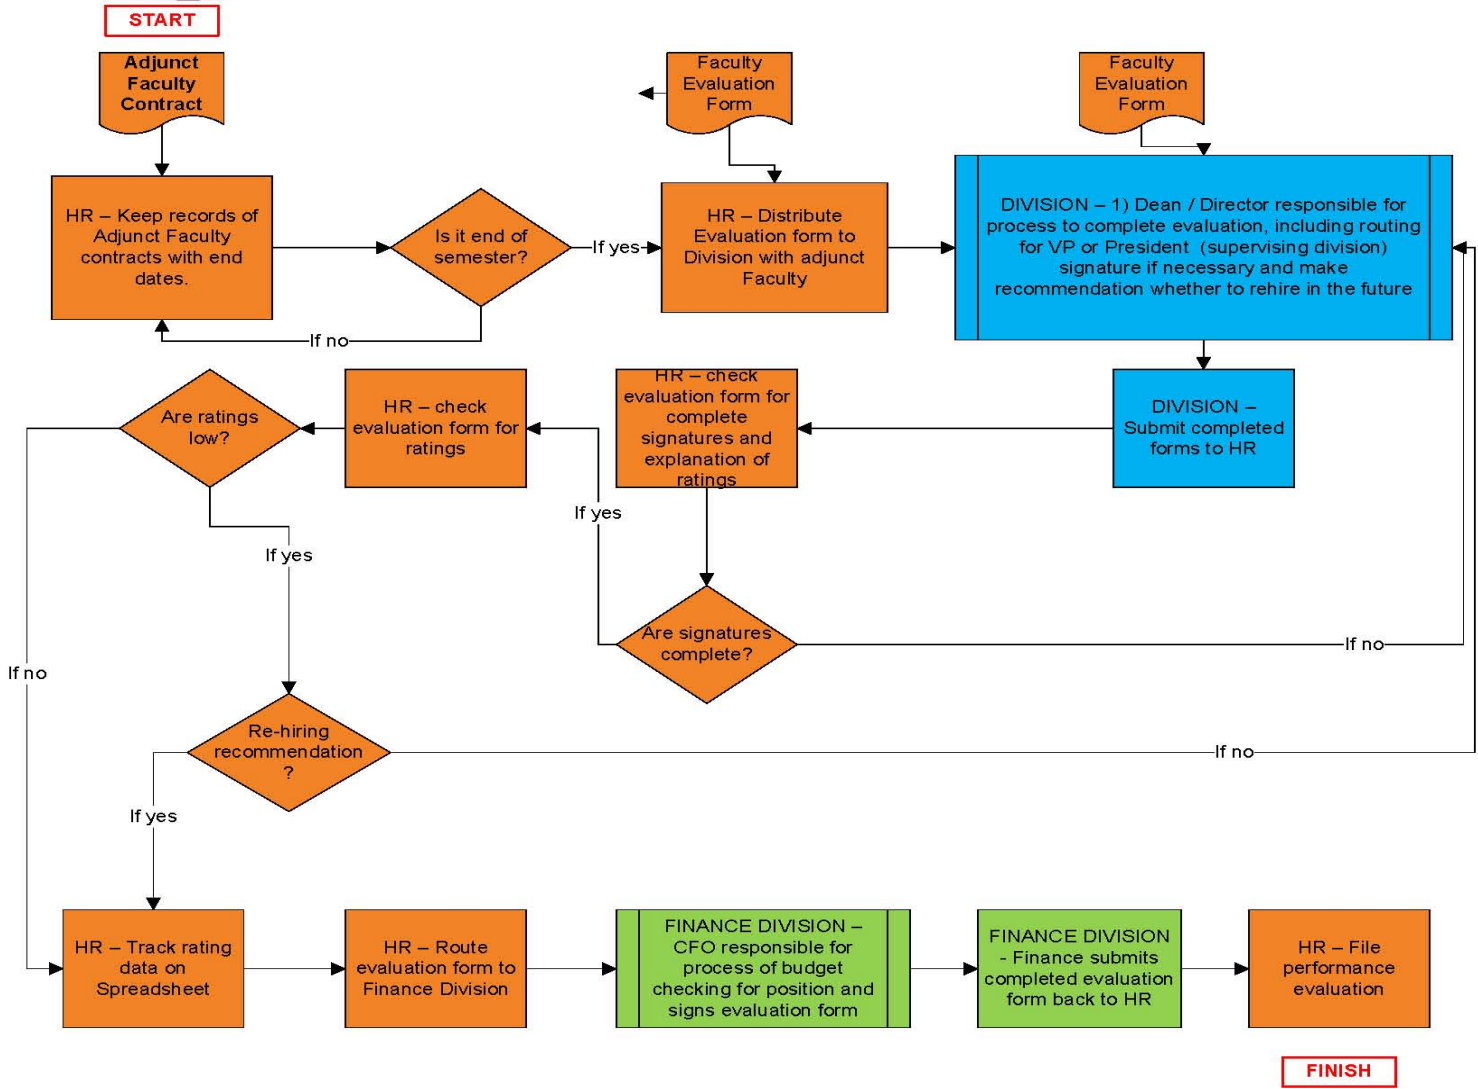 START
Adjunct
Faculty
Contract
Faculty
Evaluation
Form
Faculty
Evaluation
Form
HR – Keep records of
Adjunct Faculty
contracts with end
dates.
Is it end of
semester?
If yes
If no
HR – Distribute
Evaluation form to
Division with adjunct
Faculty
DIVISION – 1) Dean / Director responsible for
process to complete evaluation, including routing
for VP or President (supervising division)
signature if necessary and make
recommendation whether to rehire in the future
DIVISION –
Submit completed
forms to HR
HR – check
evaluation form for
complete
signatures and
explanation of
ratings
HR – check
evaluation form for
ratings
Are ratings
low?
If yes
If yes
Are signatures
complete?
If no
If no
Re-hiring
recommendation
?
If no
If yes
HR – Track rating
data on
Spreadsheet
HR – Route
evaluation form to
Finance Division
FINANCE DIVISION –
CFO responsible for
process of budget
checking for position and
signs evaluation form
FINANCE DIVISION
- Finance submits
completed evaluation
form back to HR
HR – File
performance
evaluation
FINISH